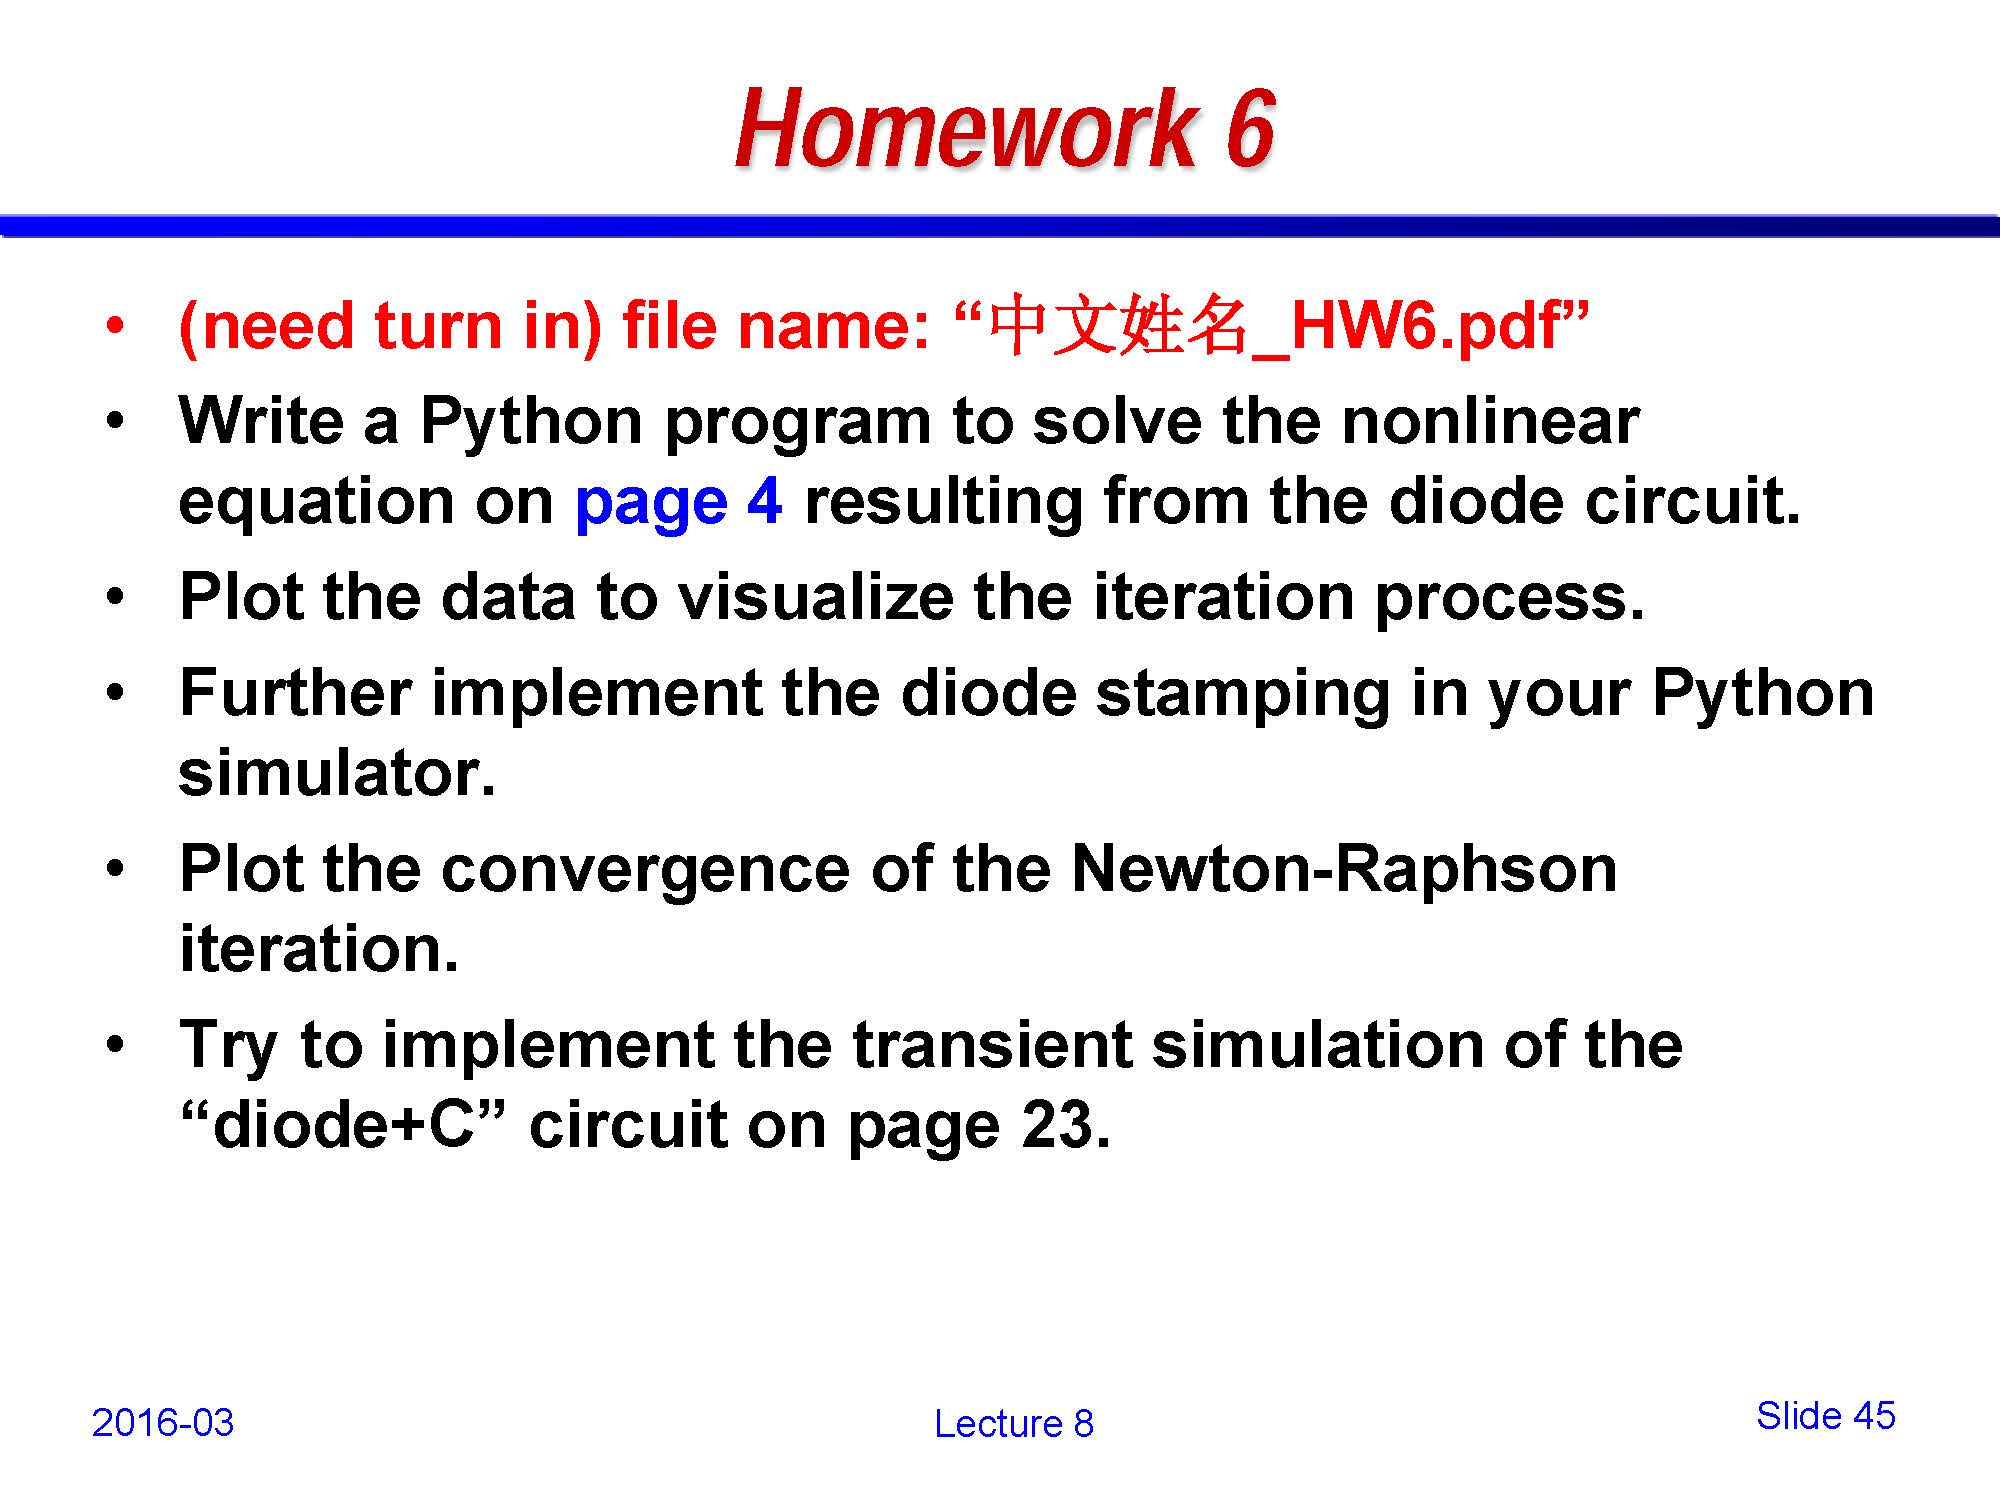 Homework 6
• (need turn in) file name: “中文姓名_HW6.pdf”
• Write a Python program to solve the nonlinear
equation on page 4 resulting from the diode circuit.
• Plot the data to visualize the iteration process.
• Further implement the diode stamping in your Python
simulator.
• Plot the convergence of the Newton-Raphson
iteration.
• Try to implement the transient simulation of the
“diode+C” circuit on page 23.
2016-03
Lecture 8
Slide 45